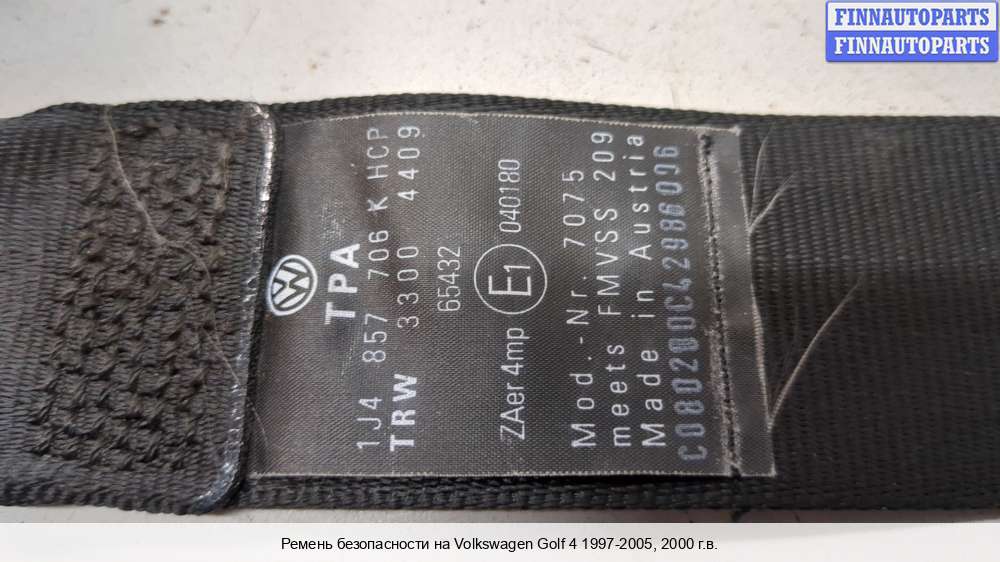 FINNAUTOPARTS
FINNAUTOPARTS
TPA
1J4 857 706 K HCP
TRW 3300 4409
65432
ZAer 4mp E1 040180
Mod.-Nr. 7075
meets FMVSS 209
Made in Austria
C080200C42986096
Ремень безопасности на Volkswagen Golf 4 1997-2005, 2000 г.в.